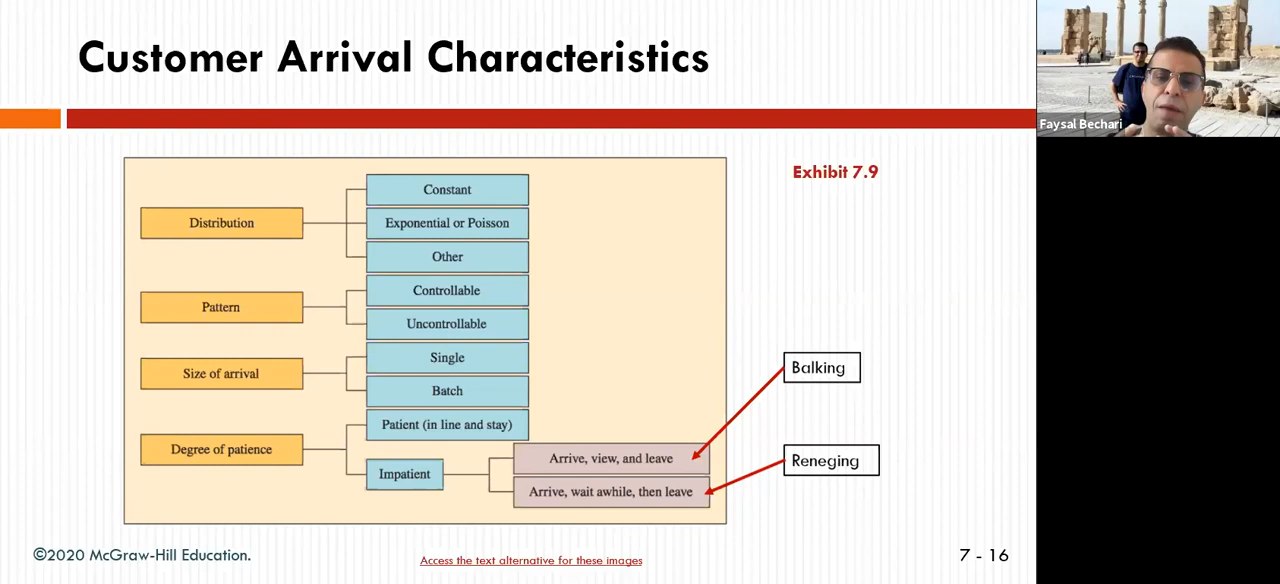 Customer Arrival Characteristics
Faysal Bechari
Exhibit 7.9
Distribution
Constant
Exponential or Poisson
Other
Pattern
Controllable
Uncontrollable
Size of arrival
Single
Batch
Degree of patience
Patient (in line and stay)
Impatient
Arrive, view, and leave
Arrive, wait awhile, then leave
Balking
Reneging
©2020 McGraw-Hill Education.
Access the text alternative for these images
7 - 16